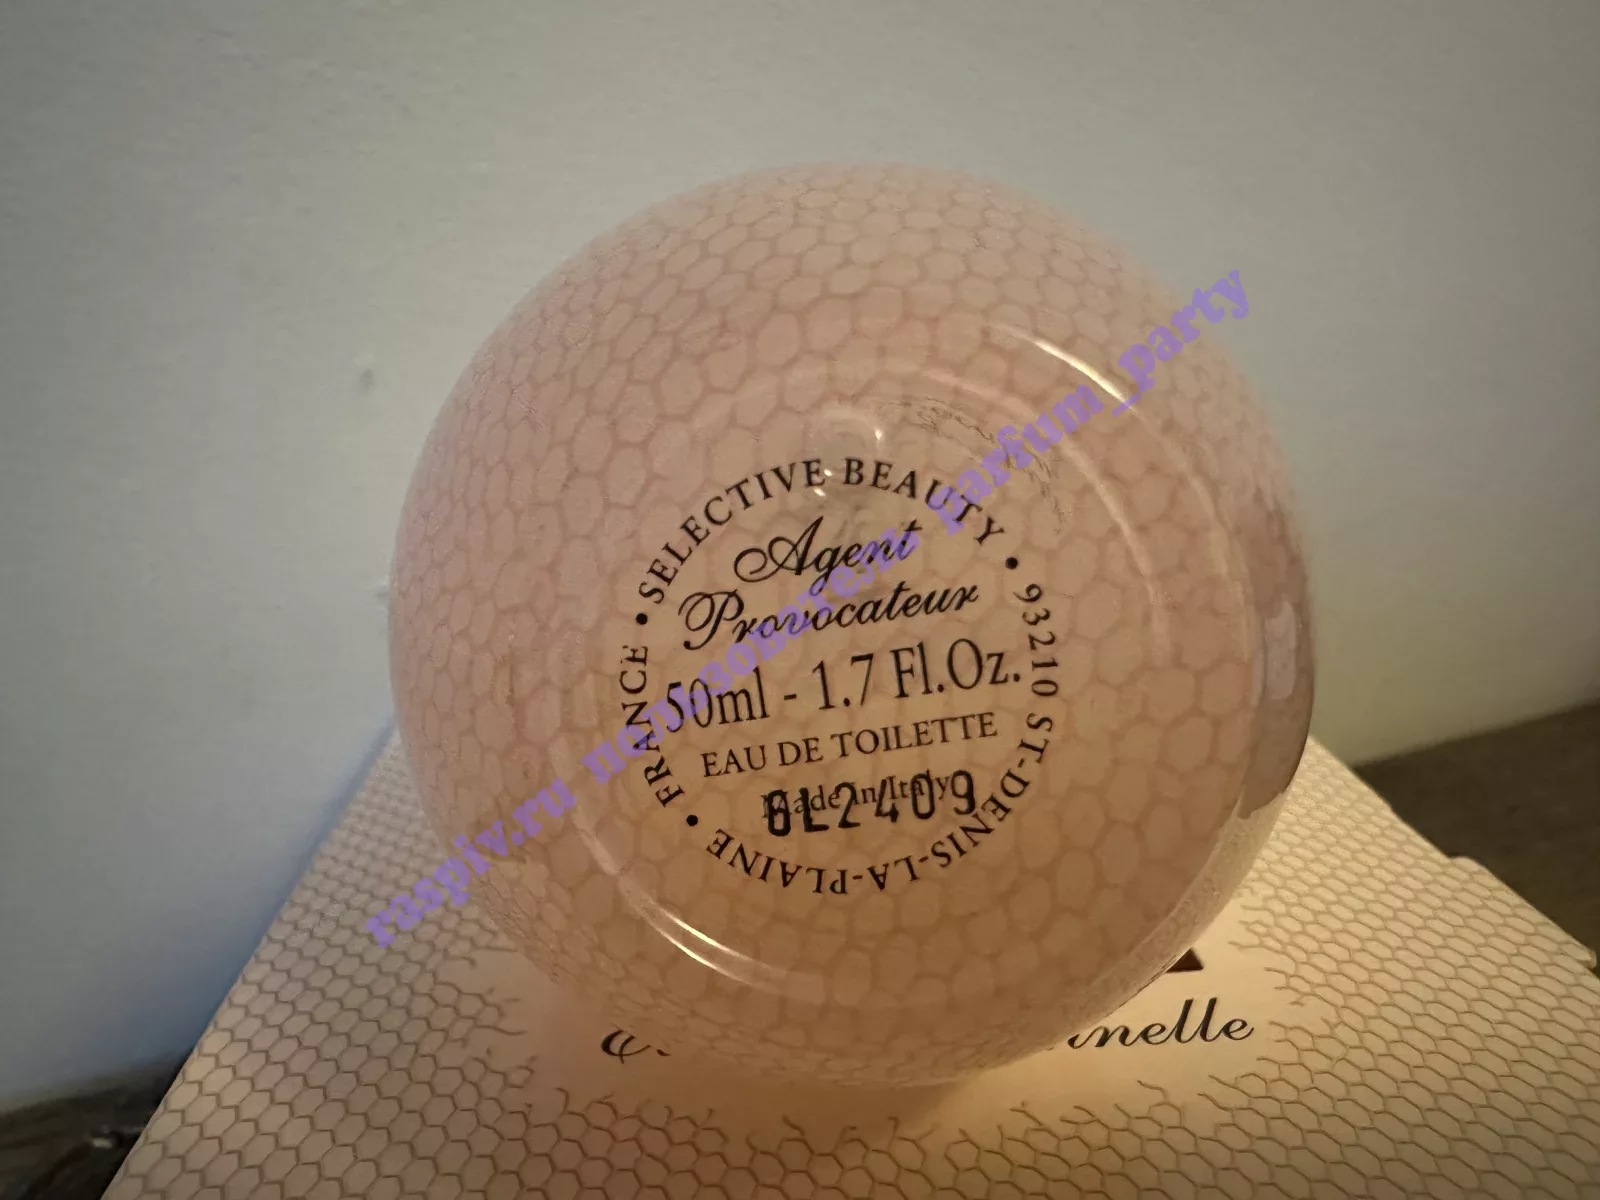 • SELECTIVE BEAUTY • 93210 ST-DENIS-LA-PLAINE • FRANCE
Agent
Provocateur
50ml - 1.7 Fl.Oz.
EAU DE TOILETTE
Made in Italy
6L2409
nelle
raspiv.ru пользователь parfum_party